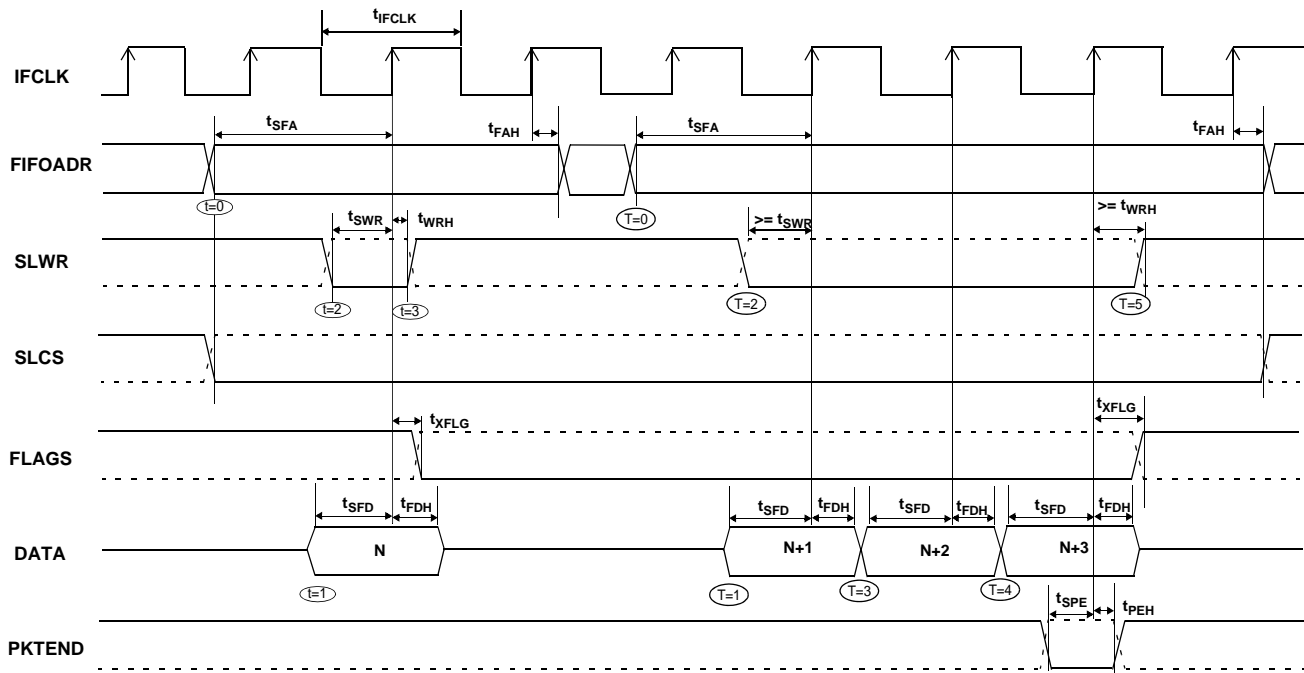 tIFCLK
IFCLK
tSFA
tFAH
tSFA
tFAH
FIFOADR
t=0
T=0
tSWR
tWRH
>= tSWR
>= tWRH
SLWR
t=2
t=3
T=2
T=5
SLCS
tXFLG
tXFLG
FLAGS
tSFD
tFDH
tSFD
tFDH
tSFD
tFDH
tSFD
tFDH
DATA
N
N+1
N+2
N+3
t=1
T=1
T=3
T=4
tSPE
tPEH
PKTEND